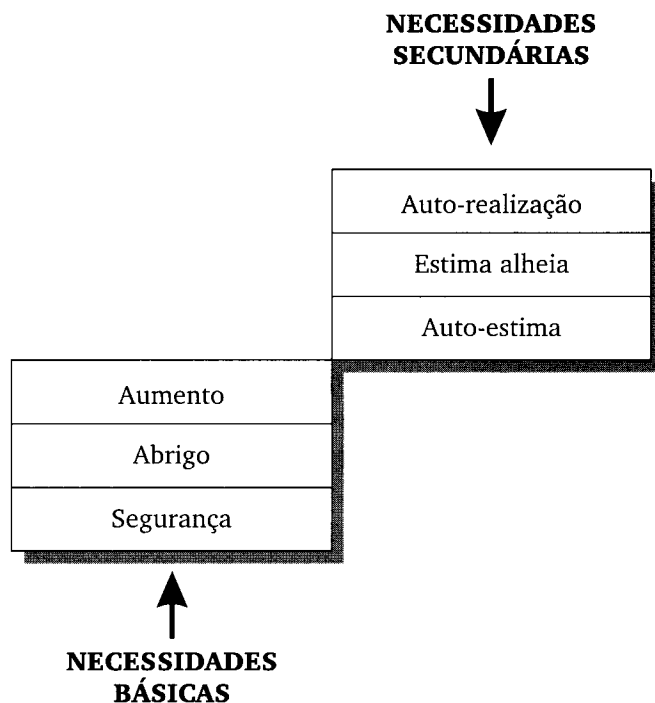 NECESSIDADES
SECUNDÁRIAS
Auto-realização
Estima alheia
Auto-estima
Aumento
Abrigo
Segurança
NECESSIDADES
BÁSICAS